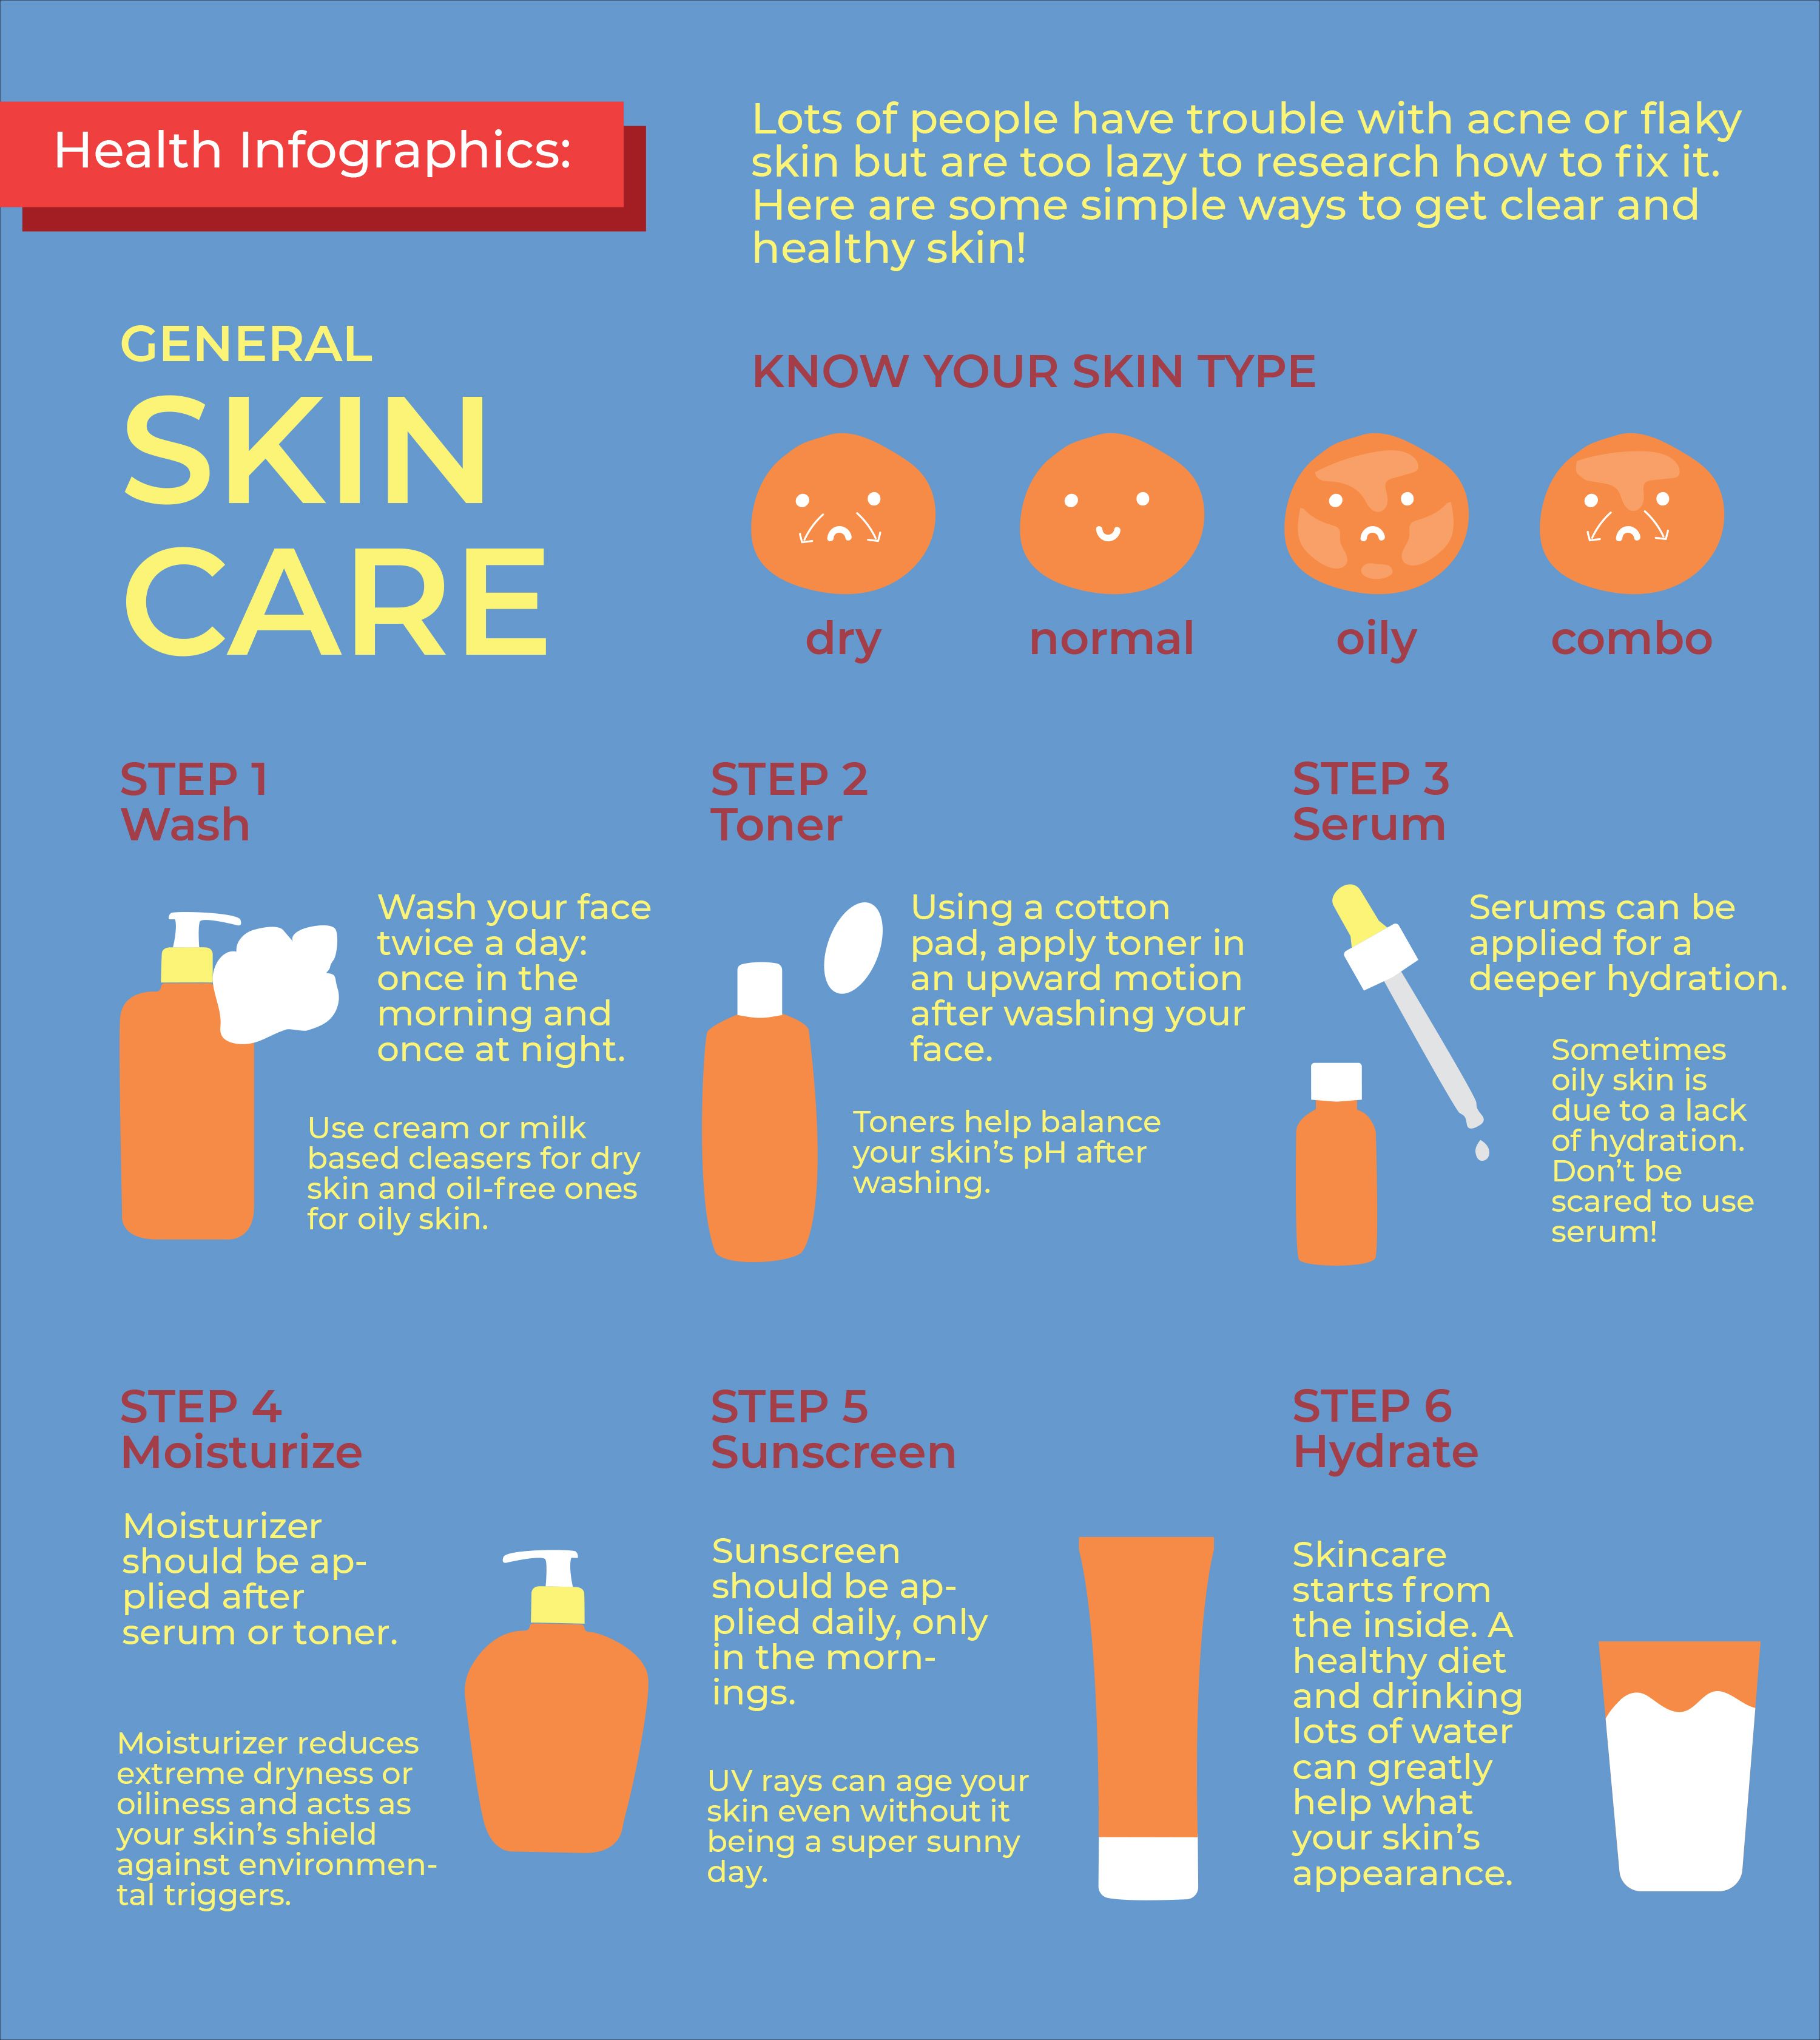 Health Infographics:
Lots of people have trouble with acne or flaky
skin but are too lazy to research how to fix it.
Here are some simple ways to get clear and
healthy skin!
GENERAL
SKIN
CARE
KNOW YOUR SKIN TYPE
dry
normal
oily
combo
STEP 1
Wash
Wash your face
twice a day:
once in the
morning and
once at night.
Use cream or milk
based cleasers for dry
skin and oil-free ones
for oily skin.
STEP 2
Toner
Using a cotton
pad, apply toner in
an upward motion
after washing your
face.
Toners help balance
your skin’s pH after
washing.
STEP 3
Serum
Serums can be
applied for a
deeper hydration.
Sometimes
oily skin is
due to a lack
of hydration.
Don’t be
scared to use
serum!
STEP 4
Moisturize
Moisturizer
should be ap-
plied after
serum or toner.
Moisturizer reduces
extreme dryness or
oiliness and acts as
your skin’s shield
against environmen-
tal triggers.
STEP 5
Sunscreen
Sunscreen
should be ap-
plied daily, only
in the morn-
ings.
UV rays can age your
skin even without it
being a super sunny
day.
STEP 6
Hydrate
Skincare
starts from
the inside. A
healthy diet
and drinking
lots of water
can greatly
help what
your skin’s
appearance.